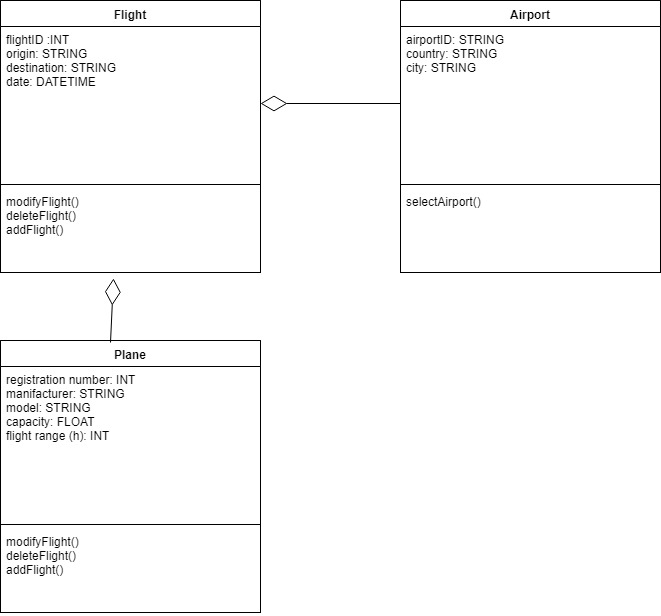 Flight
flightID :INT
origin: STRING
destination: STRING
date: DATETIME
modifyFlight()
deleteFlight()
addFlight()
Airport
airportID: STRING
country: STRING
city: STRING
selectAirport()
Plane
registration number: INT
manifacturer: STRING
model: STRING
capacity: FLOAT
flight range (h): INT
modifyFlight()
deleteFlight()
addFlight()